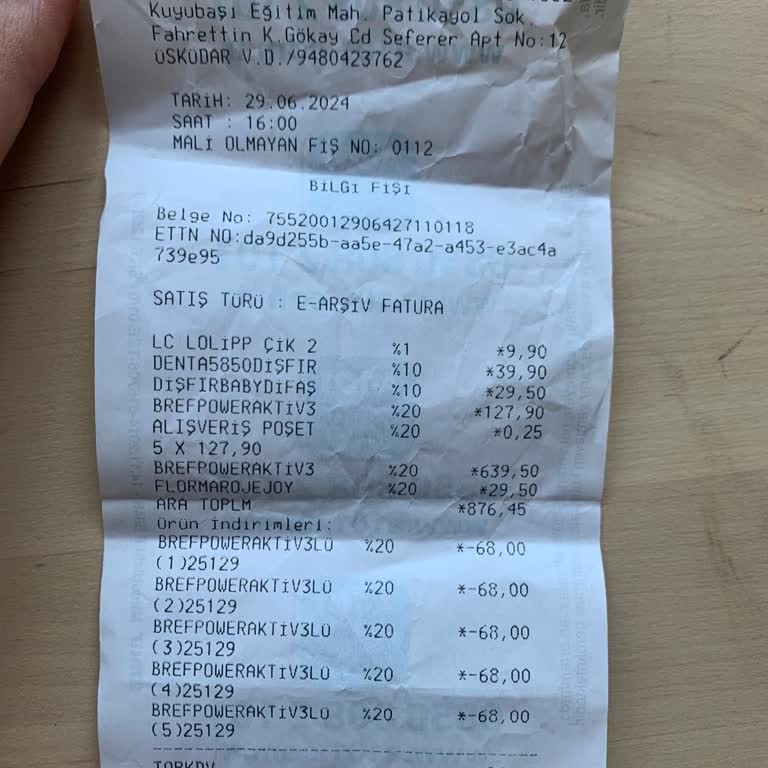 Kuyubaşı Eğitim Mah. Patikayol Sok.
Fahrettin K.Gökay Cd Seferer Apt No:12
ÜSKÜDAR V.D./9480423762
TARİH: 29.06.2024
SAAT : 16:00
MALİ OLMAYAN FİŞ NO: 0112
BİLGİ FİŞİ
Belge No: 75520012906427110118
ETTN NO:da9d255b-aa5e-47a2-a453-e3ac4a
739e95
SATIŞ TÜRÜ : E-ARŞİV FATURA
LC LOLİPP ÇİK 2 %1 *9,90
DENTA5850DİŞFIR %10 *39,90
DİŞFIRBABYDİFAŞ %10 *29,50
BREFPOWERAKTİV3 %20 *127,90
ALIŞVERİŞ POŞET %20 *0,25
5 X 127,90
BREFPOWERAKTİV3 %20 *639,50
FLORMAROJEJOY %20 *29,50
ARA TOPLM *876,45
Ürün İndirimleri:
BREFPOWERAKTİV3LÜ %20 *-68,00
(1)25129
BREFPOWERAKTİV3LÜ %20 *-68,00
(2)25129
BREFPOWERAKTİV3LÜ %20 *-68,00
(3)25129
BREFPOWERAKTİV3LÜ %20 *-68,00
(4)25129
BREFPOWERAKTİV3LÜ %20 *-68,00
(5)25129